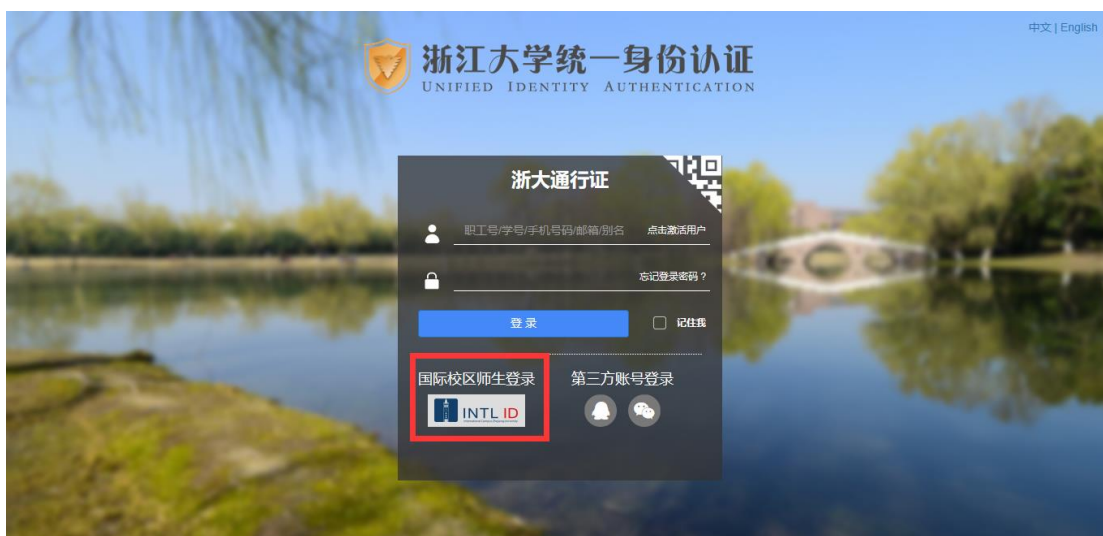 中文 | English
浙江大学统一身份认证
UNIFIED IDENTITY AUTHENTICATION
浙大通行证
职工号/学号/手机号码/邮箱/别名 点击激活用户
忘记登录密码？
登 录 记住我
国际校区师生登录 第三方账号登录
INTL ID